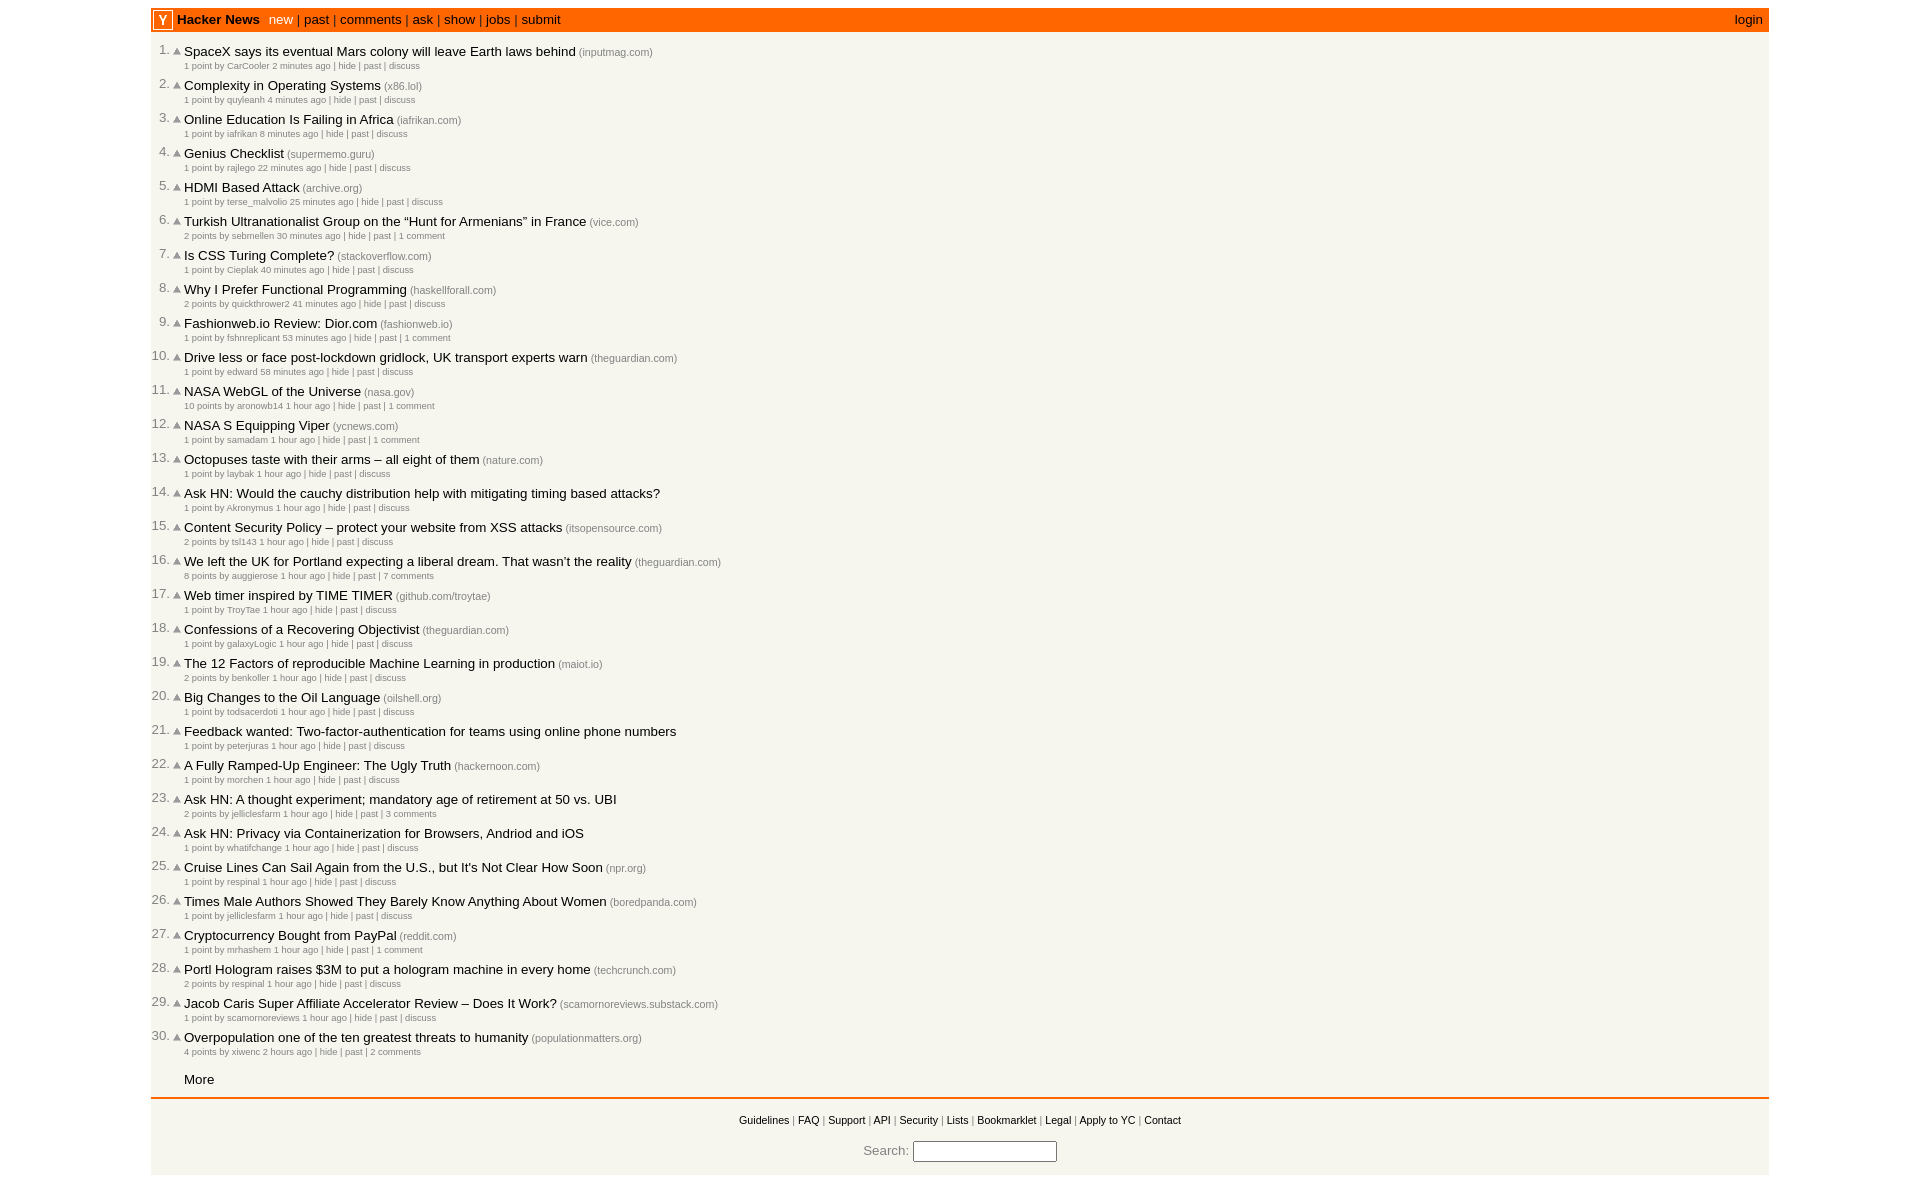 Y Hacker News new | past | comments | ask | show | jobs | submit login
1. SpaceX says its eventual Mars colony will leave Earth laws behind (inputmag.com)
1 point by CarCooler 2 minutes ago | hide | past | discuss
2. Complexity in Operating Systems (x86.lol)
1 point by quyleanh 4 minutes ago | hide | past | discuss
3. Online Education Is Failing in Africa (iafrikan.com)
1 point by iafrikan 8 minutes ago | hide | past | discuss
4. Genius Checklist (supermemo.guru)
1 point by rajlego 22 minutes ago | hide | past | discuss
5. HDMI Based Attack (archive.org)
1 point by terse_malvolio 25 minutes ago | hide | past | discuss
6. Turkish Ultranationalist Group on the “Hunt for Armenians” in France (vice.com)
2 points by sebmellen 30 minutes ago | hide | past | 1 comment
7. Is CSS Turing Complete? (stackoverflow.com)
1 point by Cieplak 40 minutes ago | hide | past | discuss
8. Why I Prefer Functional Programming (haskellforall.com)
2 points by quickthrower2 41 minutes ago | hide | past | discuss
9. Fashionweb.io Review: Dior.com (fashionweb.io)
1 point by fshnreplicant 53 minutes ago | hide | past | 1 comment
10. Drive less or face post-lockdown gridlock, UK transport experts warn (theguardian.com)
1 point by edward 58 minutes ago | hide | past | discuss
11. NASA WebGL of the Universe (nasa.gov)
10 points by aronowb14 1 hour ago | hide | past | 1 comment
12. NASA S Equipping Viper (ycnews.com)
1 point by samadam 1 hour ago | hide | past | 1 comment
13. Octopuses taste with their arms – all eight of them (nature.com)
1 point by laybak 1 hour ago | hide | past | discuss
14. Ask HN: Would the cauchy distribution help with mitigating timing based attacks?
1 point by Akronymus 1 hour ago | hide | past | discuss
15. Content Security Policy – protect your website from XSS attacks (itsopensource.com)
2 points by tsl143 1 hour ago | hide | past | discuss
16. We left the UK for Portland expecting a liberal dream. That wasn’t the reality (theguardian.com)
8 points by auggierose 1 hour ago | hide | past | 7 comments
17. Web timer inspired by TIME TIMER (github.com/troytae)
1 point by TroyTae 1 hour ago | hide | past | discuss
18. Confessions of a Recovering Objectivist (theguardian.com)
1 point by galaxyLogic 1 hour ago | hide | past | discuss
19. The 12 Factors of reproducible Machine Learning in production (maiot.io)
2 points by benkoller 1 hour ago | hide | past | discuss
20. Big Changes to the Oil Language (oilshell.org)
1 point by todsacerdoti 1 hour ago | hide | past | discuss
21. Feedback wanted: Two-factor-authentication for teams using online phone numbers
1 point by peterjuras 1 hour ago | hide | past | discuss
22. A Fully Ramped-Up Engineer: The Ugly Truth (hackernoon.com)
1 point by morchen 1 hour ago | hide | past | discuss
23. Ask HN: A thought experiment; mandatory age of retirement at 50 vs. UBI
2 points by jelliclesfarm 1 hour ago | hide | past | 3 comments
24. Ask HN: Privacy via Containerization for Browsers, Andriod and iOS
1 point by whatifchange 1 hour ago | hide | past | discuss
25. Cruise Lines Can Sail Again from the U.S., but It's Not Clear How Soon (npr.org)
1 point by respinal 1 hour ago | hide | past | discuss
26. Times Male Authors Showed They Barely Know Anything About Women (boredpanda.com)
1 point by jelliclesfarm 1 hour ago | hide | past | discuss
27. Cryptocurrency Bought from PayPal (reddit.com)
1 point by mrhashem 1 hour ago | hide | past | 1 comment
28. Portl Hologram raises $3M to put a hologram machine in every home (techcrunch.com)
2 points by respinal 1 hour ago | hide | past | discuss
29. Jacob Caris Super Affiliate Accelerator Review – Does It Work? (scamornoreviews.substack.com)
1 point by scamornoreviews 1 hour ago | hide | past | discuss
30. Overpopulation one of the ten greatest threats to humanity (populationmatters.org)
4 points by xiwenc 2 hours ago | hide | past | 2 comments
More
Guidelines | FAQ | Support | API | Security | Lists | Bookmarklet | Legal | Apply to YC | Contact
Search: